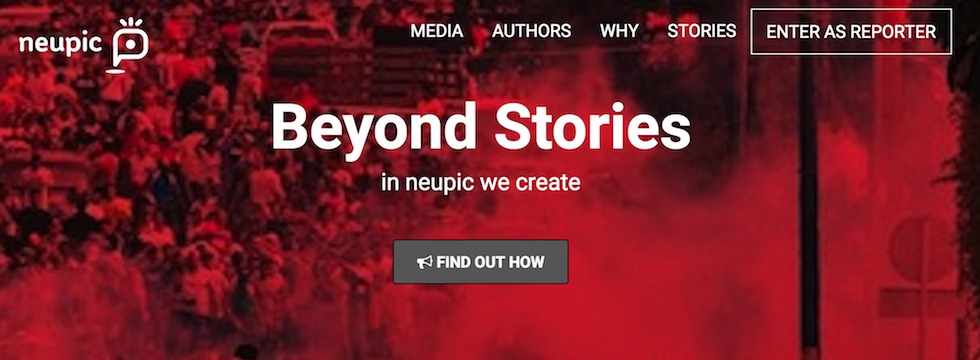 neupic
MEDIA AUTHORS WHY STORIES ENTER AS REPORTER
Beyond Stories
in neupic we create
FIND OUT HOW